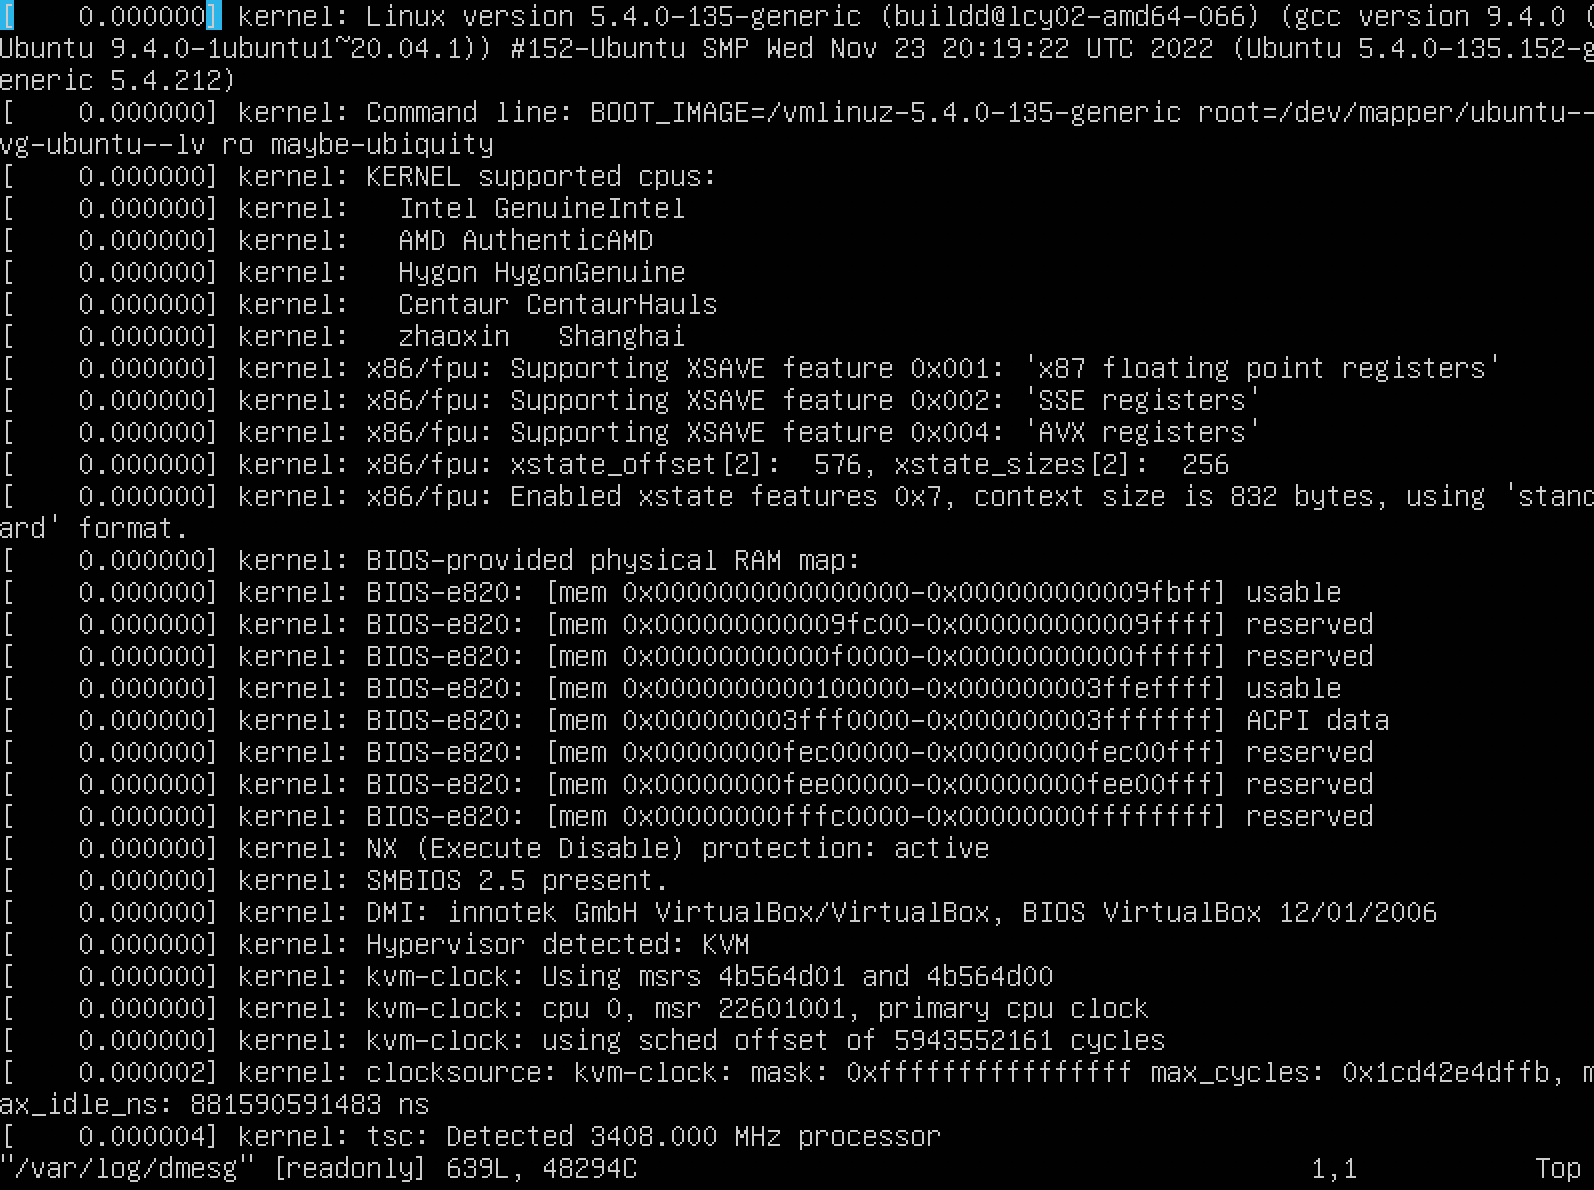 [    0.000000] kernel: Linux version 5.4.0-135-generic (buildd@lcy02-amd64-066) (gcc version 9.4.0 (
Ubuntu 9.4.0-1ubuntu1~20.04.1)) #152-Ubuntu SMP Wed Nov 23 20:19:22 UTC 2022 (Ubuntu 5.4.0-135.152-g
eneric 5.4.212)
[    0.000000] kernel: Command line: BOOT_IMAGE=/vmlinuz-5.4.0-135-generic root=/dev/mapper/ubuntu--
vg-ubuntu--lv ro maybe-ubiquity
[    0.000000] kernel: KERNEL supported cpus:
[    0.000000] kernel:   Intel GenuineIntel
[    0.000000] kernel:   AMD AuthenticAMD
[    0.000000] kernel:   Hygon HygonGenuine
[    0.000000] kernel:   Centaur CentaurHauls
[    0.000000] kernel:   zhaoxin   Shanghai
[    0.000000] kernel: x86/fpu: Supporting XSAVE feature 0x001: 'x87 floating point registers'
[    0.000000] kernel: x86/fpu: Supporting XSAVE feature 0x002: 'SSE registers'
[    0.000000] kernel: x86/fpu: Supporting XSAVE feature 0x004: 'AVX registers'
[    0.000000] kernel: x86/fpu: xstate_offset[2]:  576, xstate_sizes[2]:  256
[    0.000000] kernel: x86/fpu: Enabled xstate features 0x7, context size is 832 bytes, using 'stand
ard' format.
[    0.000000] kernel: BIOS-provided physical RAM map:
[    0.000000] kernel: BIOS-e820: [mem 0x0000000000000000-0x000000000009fbff] usable
[    0.000000] kernel: BIOS-e820: [mem 0x000000000009fc00-0x000000000009ffff] reserved
[    0.000000] kernel: BIOS-e820: [mem 0x00000000000f0000-0x00000000000fffff] reserved
[    0.000000] kernel: BIOS-e820: [mem 0x0000000000100000-0x000000003ffeffff] usable
[    0.000000] kernel: BIOS-e820: [mem 0x000000003fff0000-0x000000003fffffff] ACPI data
[    0.000000] kernel: BIOS-e820: [mem 0x00000000fec00000-0x00000000fec00fff] reserved
[    0.000000] kernel: BIOS-e820: [mem 0x00000000fee00000-0x00000000fee00fff] reserved
[    0.000000] kernel: BIOS-e820: [mem 0x00000000fffc0000-0x00000000ffffffff] reserved
[    0.000000] kernel: NX (Execute Disable) protection: active
[    0.000000] kernel: SMBIOS 2.5 present.
[    0.000000] kernel: DMI: innotek GmbH VirtualBox/VirtualBox, BIOS VirtualBox 12/01/2006
[    0.000000] kernel: Hypervisor detected: KVM
[    0.000000] kernel: kvm-clock: Using msrs 4b564d01 and 4b564d00
[    0.000000] kernel: kvm-clock: cpu 0, msr 22601001, primary cpu clock
[    0.000000] kernel: kvm-clock: using sched offset of 5943552161 cycles
[    0.000002] kernel: clocksource: kvm-clock: mask: 0xffffffffffffffff max_cycles: 0x1cd42e4dffb, m
ax_idle_ns: 881590591483 ns
[    0.000004] kernel: tsc: Detected 3408.000 MHz processor
"/var/log/dmesg" [readonly] 639L, 48294C                                          1,1           Top